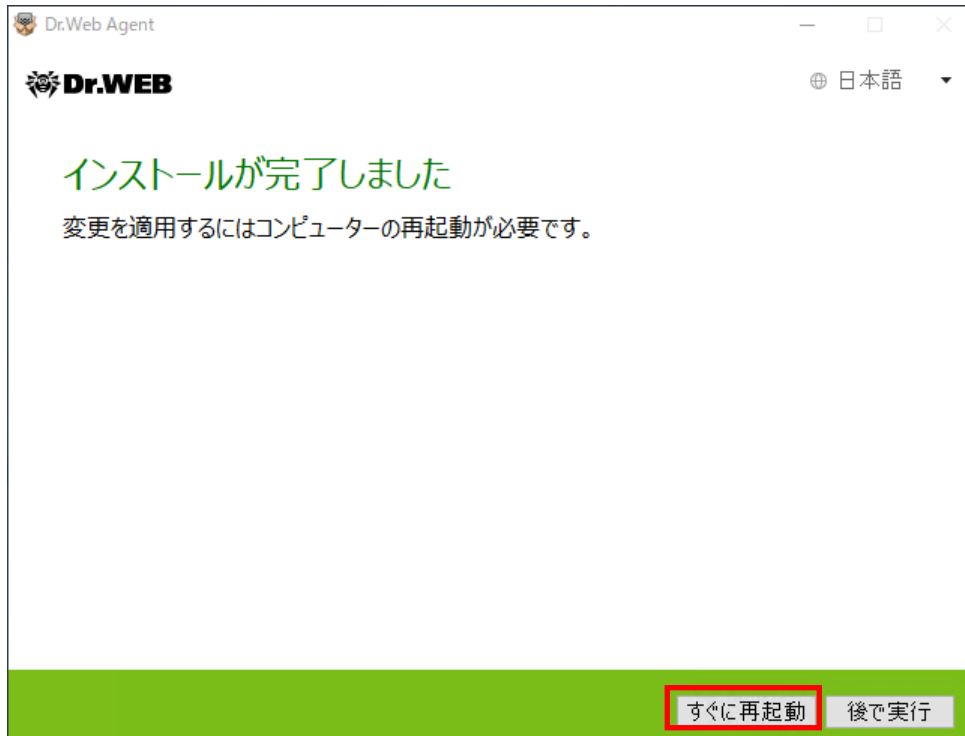 Dr.Web Agent
Dr.WEB
日本語
インストールが完了しました
変更を適用するにはコンピューターの再起動が必要です。
すぐに再起動
後で実行